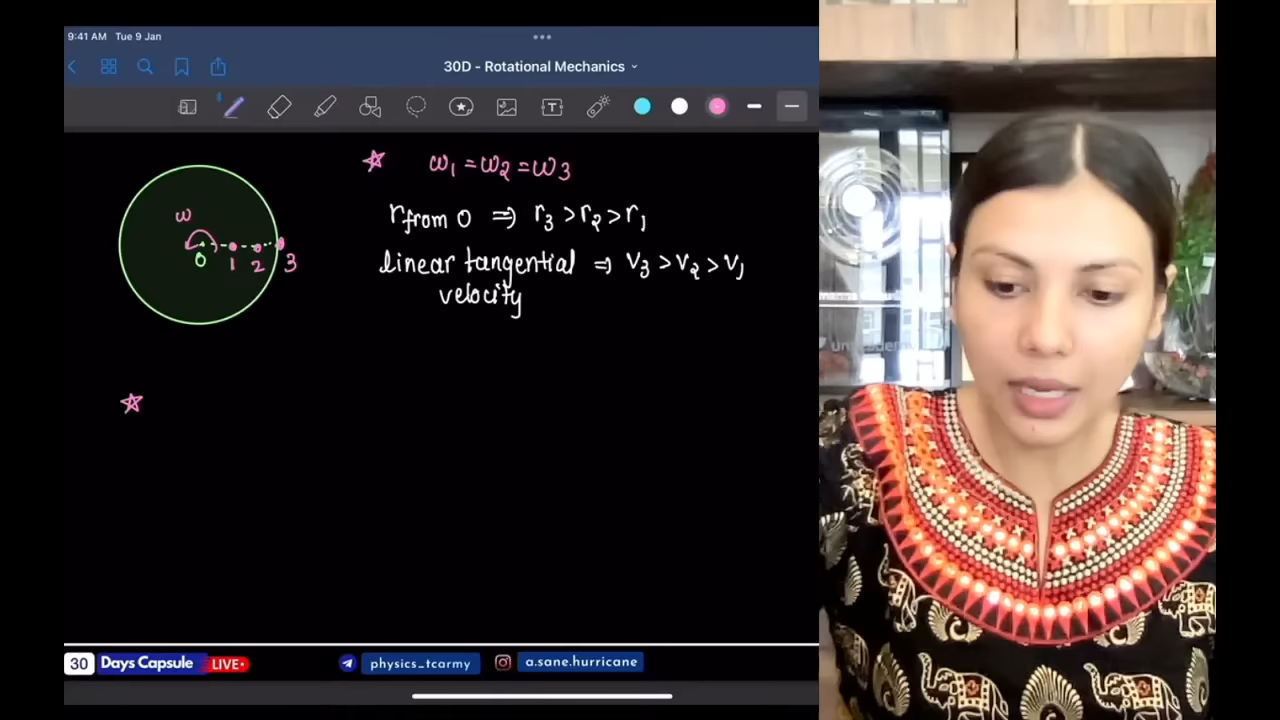 9:41 AM Tue 9 Jan
30D - Rotational Mechanics
T
☆ ω1 = ω2 = ω3
r from 0 ⇒ r3 > r2 > r1
linear tangential ⇒ v3 > v2 > v1
velocity
ω
0 1 2 3
☆
30 Days Capsule LIVE
physics_tcarmy
a.sane.hurricane